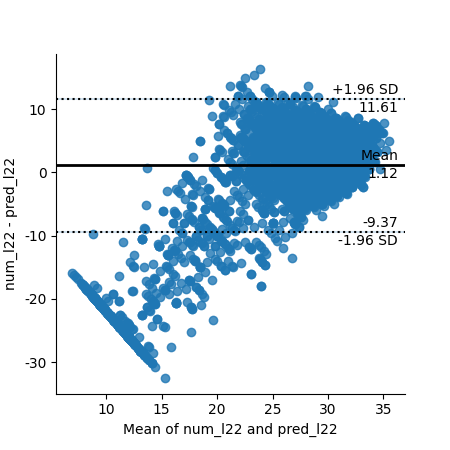 +1.96 SD
11.61
Mean
1.12
-9.37
-1.96 SD
10
0
-10
-20
-30
10 15 20 25 30 35
num_l22 - pred_l22
Mean of num_l22 and pred_l22